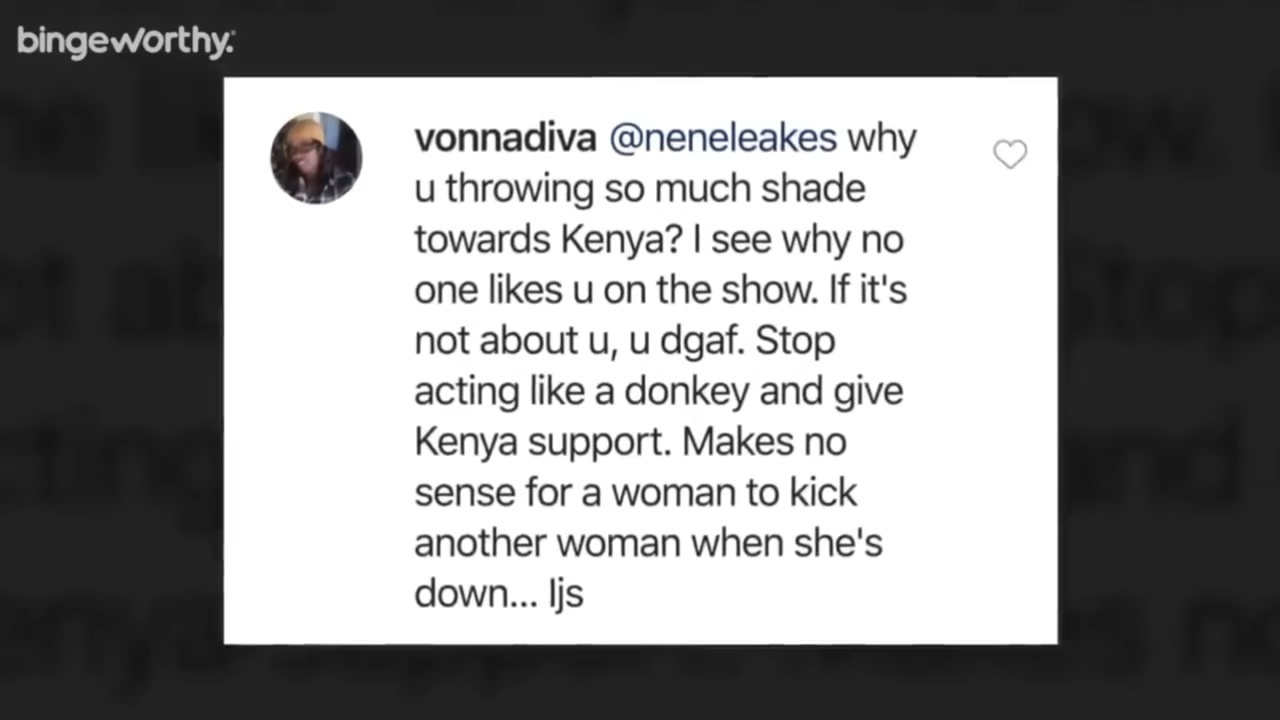 bingeworthy.
vonnadiva @neneleakes why
u throwing so much shade
towards Kenya? I see why no
one likes u on the show. If it's
not about u, u dgaf. Stop
acting like a donkey and give
Kenya support. Makes no
sense for a woman to kick
another woman when she's
down... Ijs